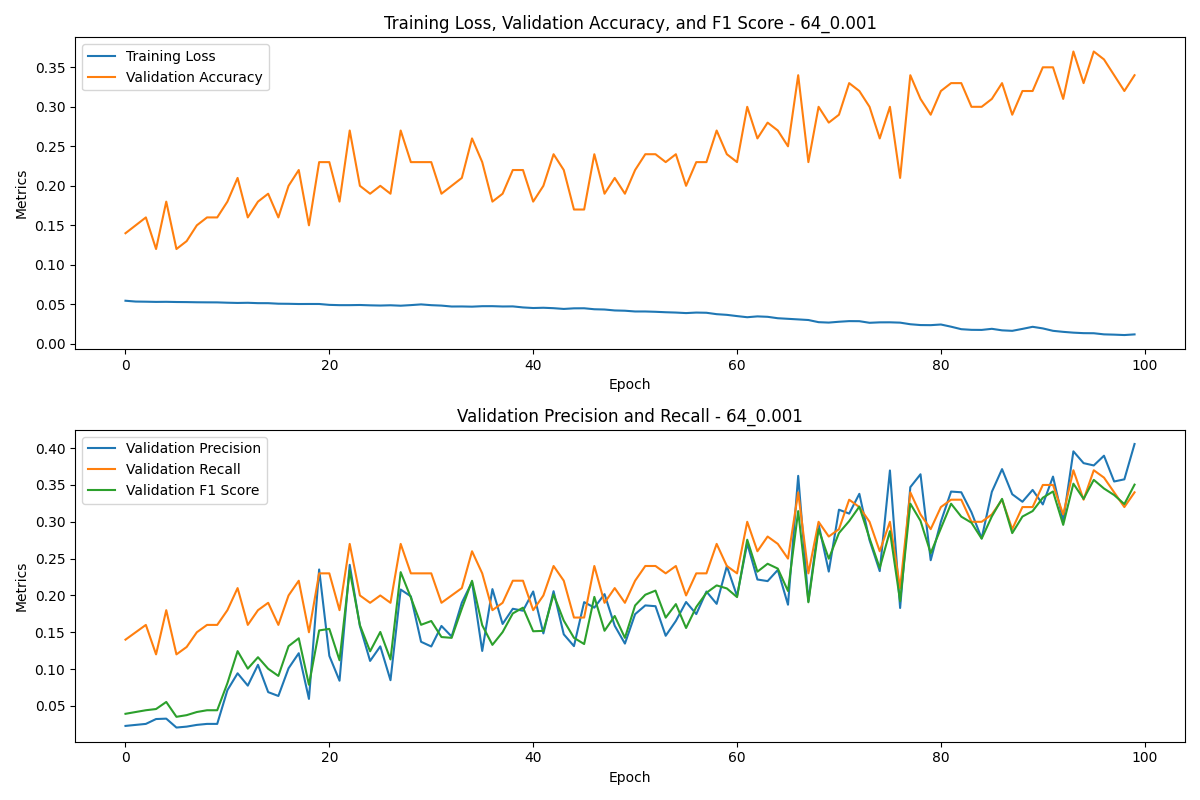 Training Loss, Validation Accuracy, and F1 Score - 64_0.001
Training Loss
Validation Accuracy
0.35
0.30
0.25
0.20
0.15
0.10
0.05
0.00
Metrics
0 20 40 60 80 100
Epoch
Validation Precision and Recall - 64_0.001
Validation Precision
Validation Recall
Validation F1 Score
0.40
0.35
0.30
0.25
0.20
0.15
0.10
0.05
Metrics
0 20 40 60 80 100
Epoch